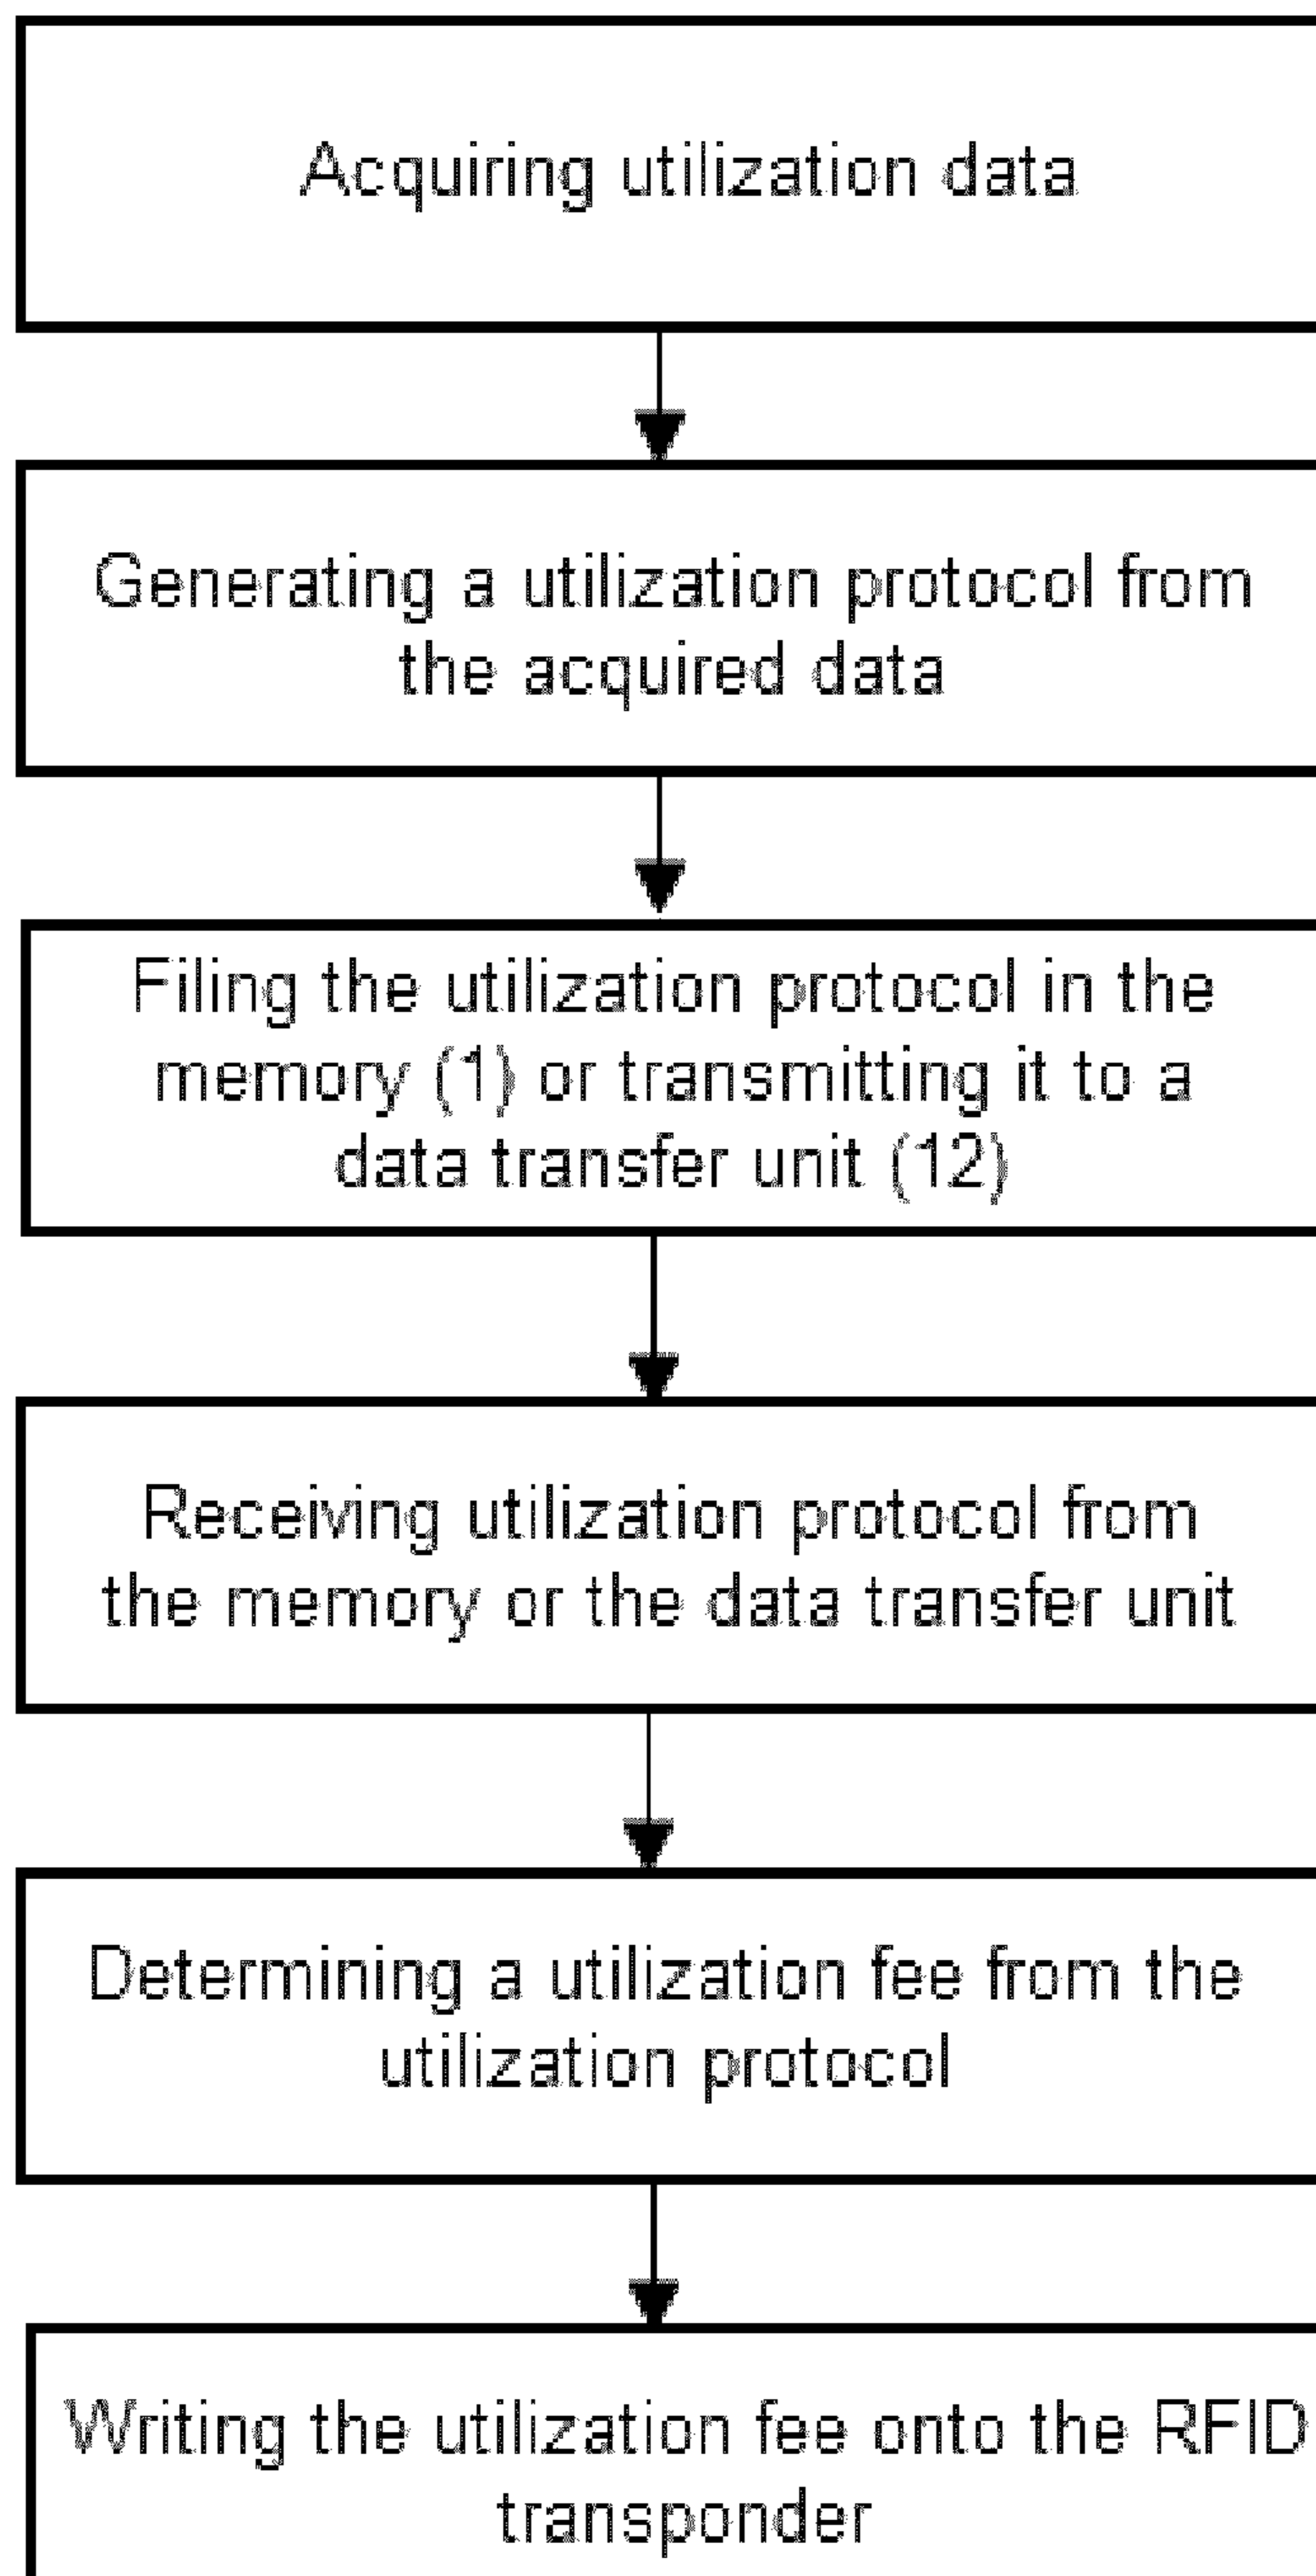 Acquiring utilization data
Generating a utilization protocol from
the acquired data
Filing the utilization protocol in the
memory (1) or transmitting it to a
data transfer unit (12)
Receiving utilization protocol from
the memory or the data transfer unit
Determining a utilization fee from the
utilization protocol
Writing the utilization fee onto the RFID
transponder